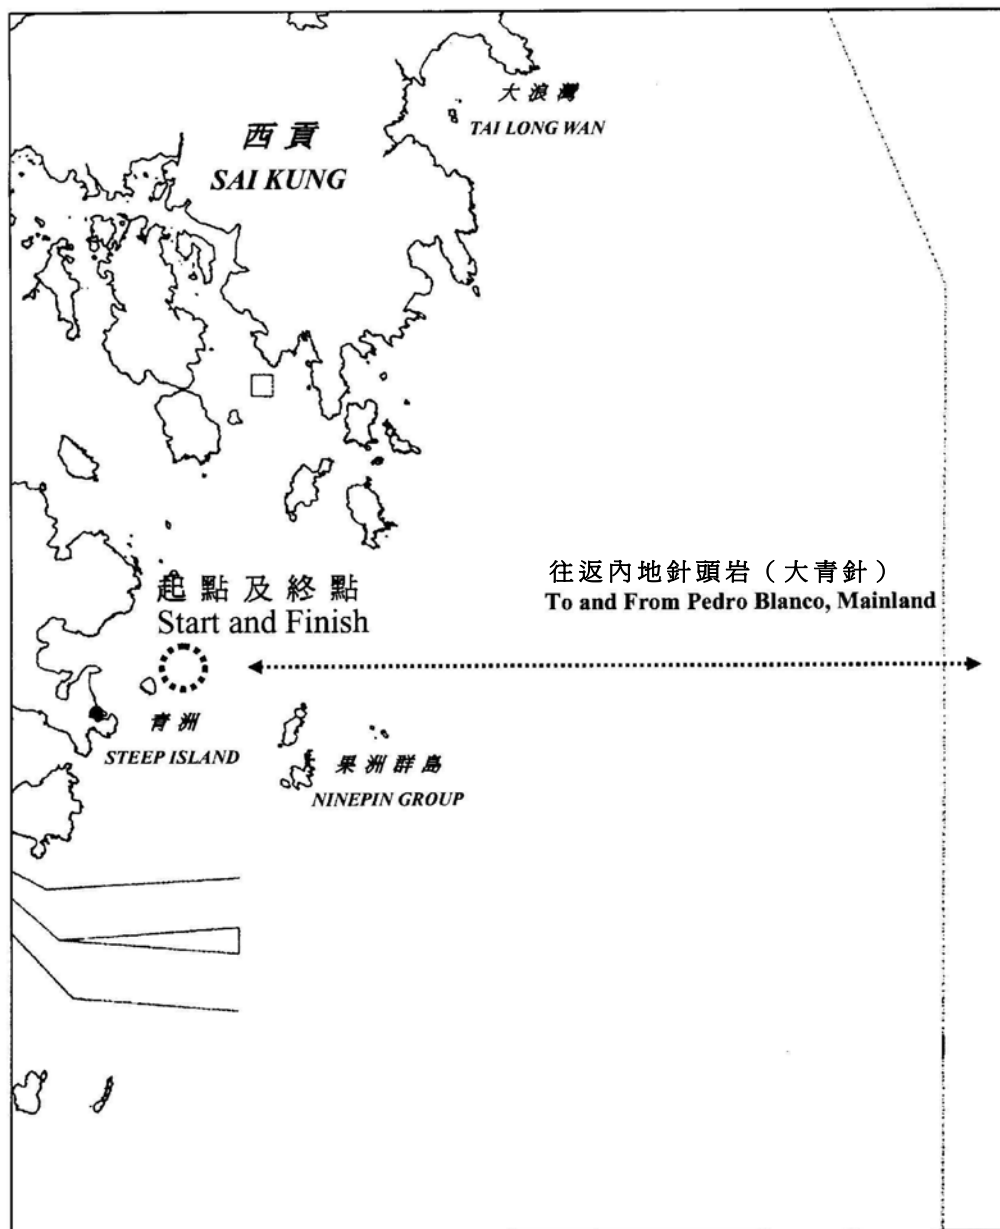 大浪灣
TAI LONG WAN
西貢
SAI KUNG
往返內地針頭岩（大青針）
To and From Pedro Blanco, Mainland
起點及終點
Start and Finish
青洲
STEEP ISLAND
果洲群島
NINEPIN GROUP